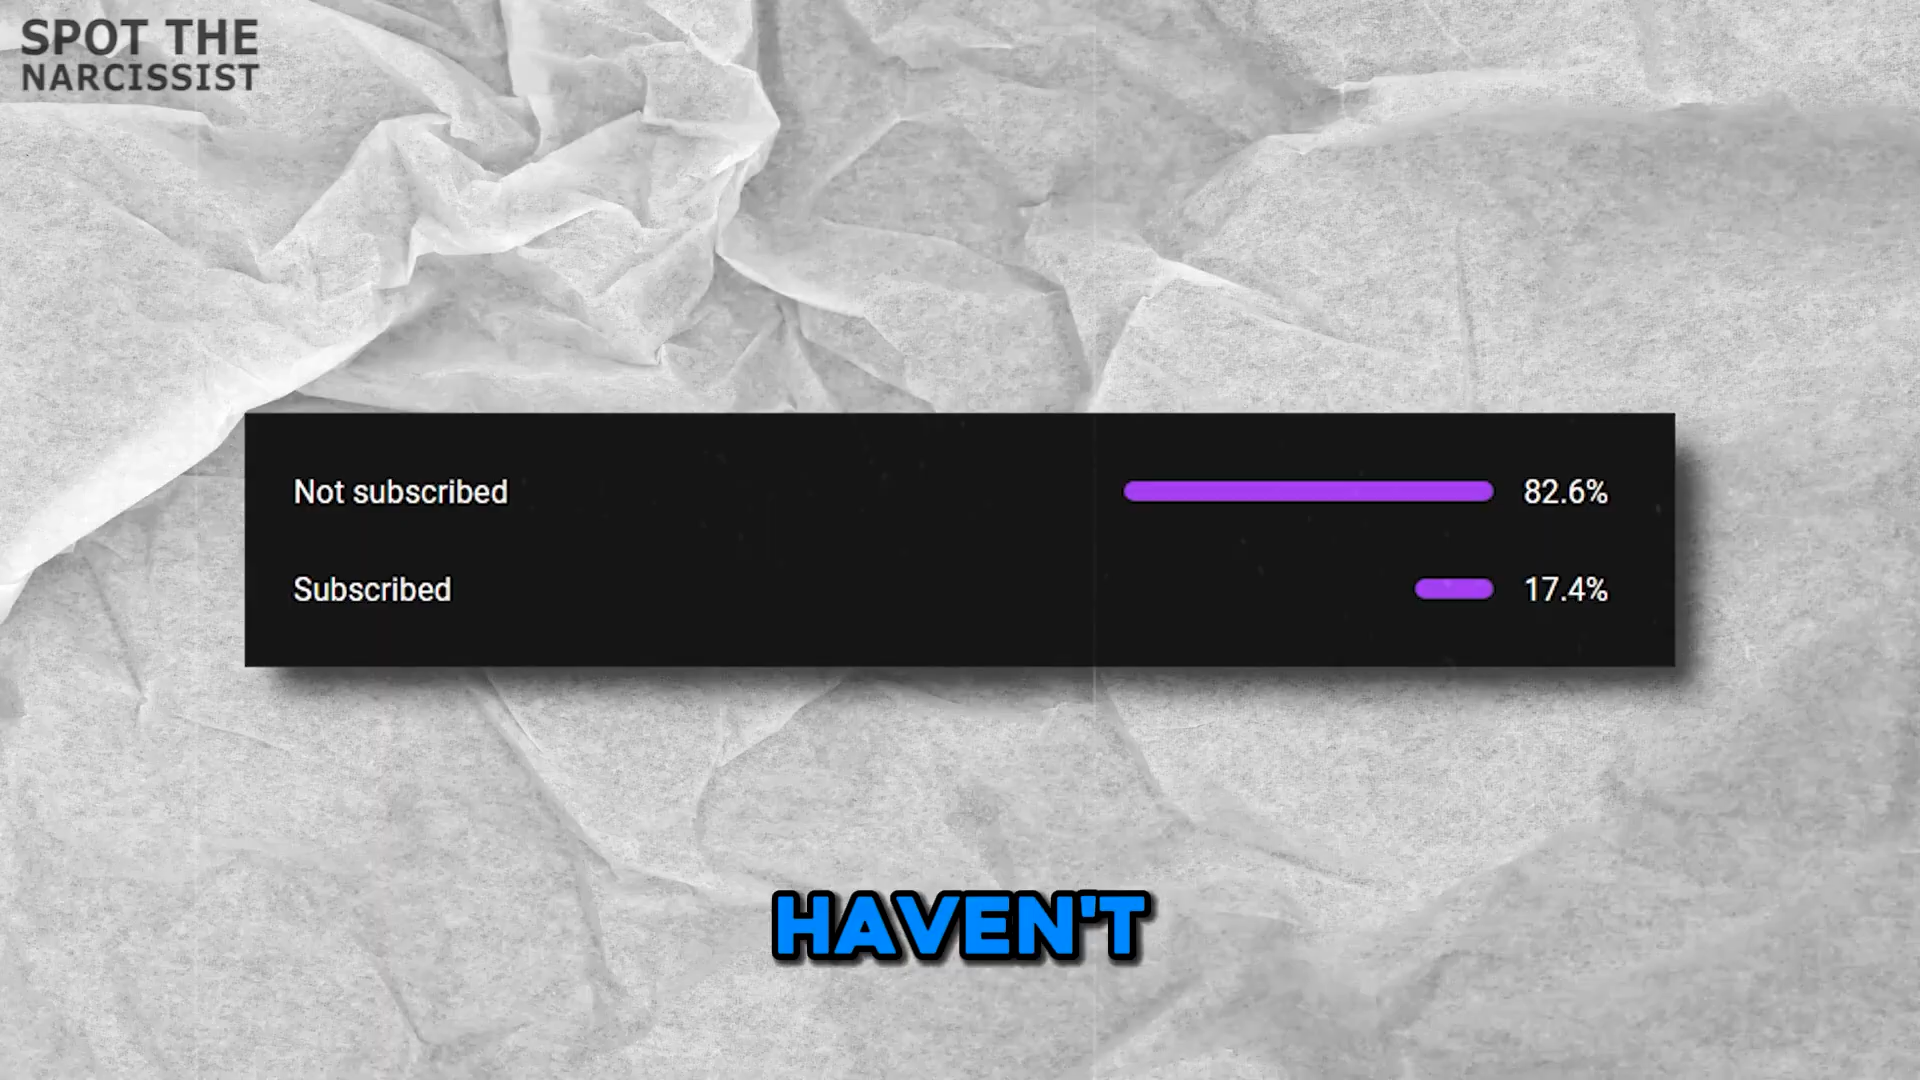 SPOT THE
NARCISSIST
Not subscribed 82.6%
Subscribed 17.4%
HAVEN'T